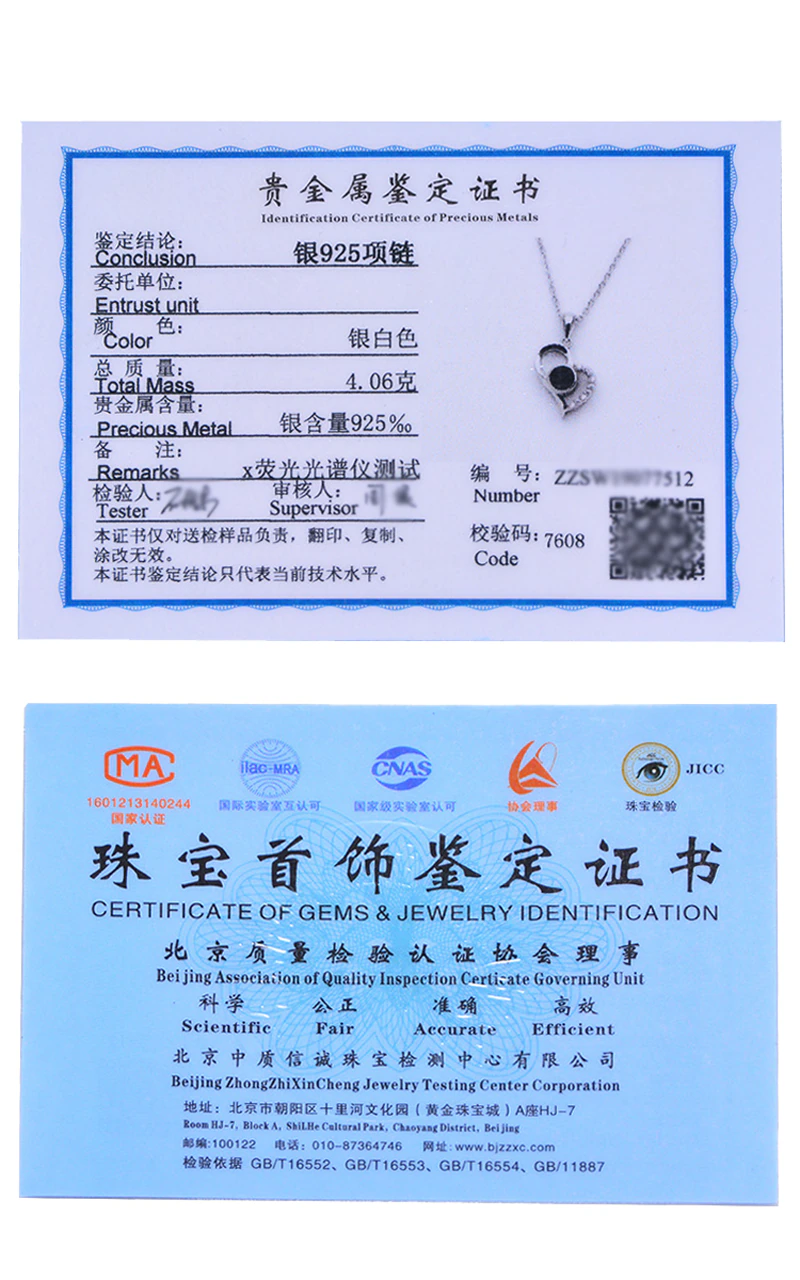 贵金属鉴定证书
Identification Certificate of Precious Metals
鉴定结论：
Conclusion 银925项链
委托单位：
Entrust unit
颜 色：
Color 银白色
总 质 量：
Total Mass 4.06克
贵金属含量：
Precious Metal 银含量925‰
备 注：
Remarks x荧光光谱仪测试
检验人：
Tester
审核人：
Supervisor
本证书仅对送检样品负责，翻印、复制、
涂改无效。
本证书鉴定结论只代表当前技术水平。
编 号：
Number
校验码：7608
Code
MA
1601213140244
国家认证
ilac-MRA
国际实验室互认可
CNAS
国家级实验室认可
协会理事
JICC
珠宝检验
珠宝首饰鉴定证书
CERTIFICATE OF GEMS & JEWELRY IDENTIFICATION
北京质量检验认证协会理事
Beijing Association of Quality Inspection Certicate Governing Unit
科学 公正 准确 高效
Scientific Fair Accurate Efficient
北京中质信诚珠宝检测中心有限公司
Beijing ZhongZhiXinCheng Jewelry Testing Center Corporation
地址：北京市朝阳区十里河文化园（黄金珠宝城）A座HJ-7
Room HJ-7, Block A, ShiLHe Cultural Park, Chaoyang District, Beijing
邮编:100122 电话：010-87364746 网址:www.bjzzxc.com
检验依据 GB/T16552、GB/T16553、GB/T16554、GB/11887